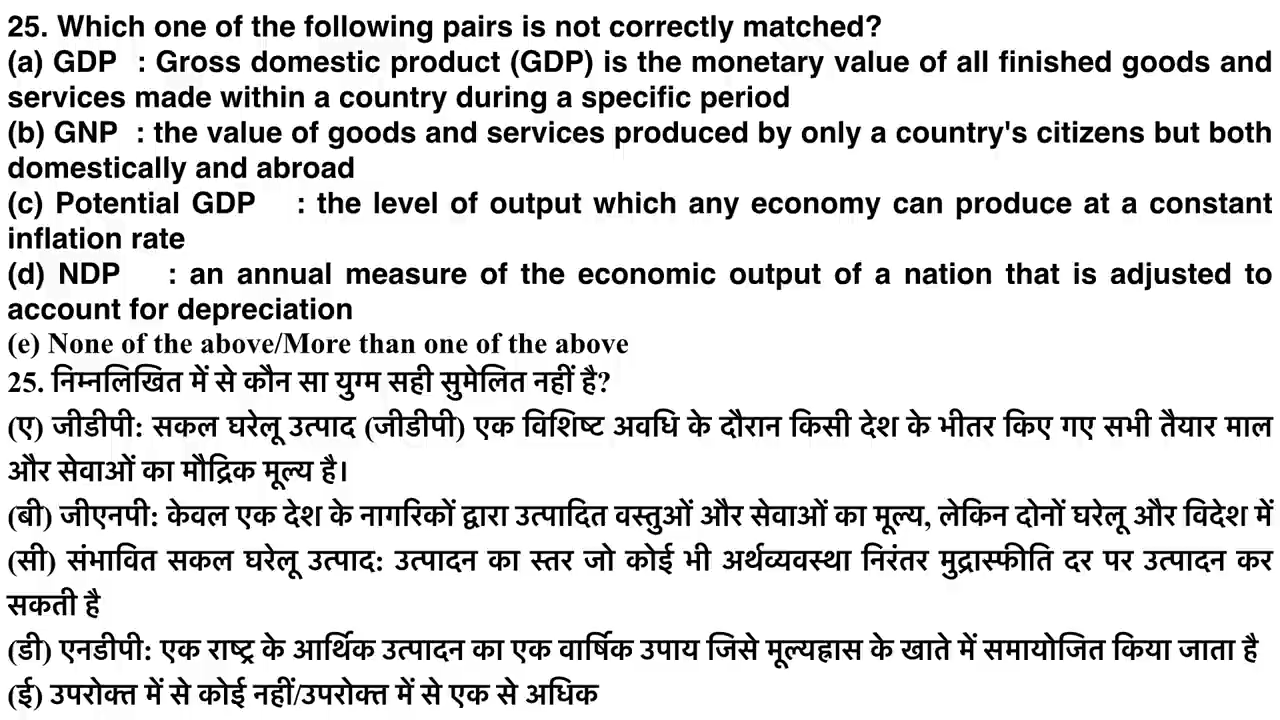 25. Which one of the following pairs is not correctly matched?
(a) GDP : Gross domestic product (GDP) is the monetary value of all finished goods and
services made within a country during a specific period
(b) GNP : the value of goods and services produced by only a country's citizens but both
domestically and abroad
(c) Potential GDP : the level of output which any economy can produce at a constant
inflation rate
(d) NDP : an annual measure of the economic output of a nation that is adjusted to
account for depreciation
(e) None of the above/More than one of the above
25. निम्नलिखित में से कौन सा युग्म सही सुमेलित नहीं है?
(ए) जीडीपी: सकल घरेलू उत्पाद (जीडीपी) एक विशिष्ट अवधि के दौरान किसी देश के भीतर किए गए सभी तैयार माल
और सेवाओं का मौद्रिक मूल्य है।
(बी) जीएनपी: केवल एक देश के नागरिकों द्वारा उत्पादित वस्तुओं और सेवाओं का मूल्य, लेकिन दोनों घरेलू और विदेश में
(सी) संभावित सकल घरेलू उत्पाद: उत्पादन का स्तर जो कोई भी अर्थव्यवस्था निरंतर मुद्रास्फीति दर पर उत्पादन कर
सकती है
(डी) एनडीपी: एक राष्ट्र के आर्थिक उत्पादन का एक वार्षिक उपाय जिसे मूल्यह्रास के खाते में समायोजित किया जाता है
(ई) उपरोक्त में से कोई नहीं/उपरोक्त में से एक से अधिक